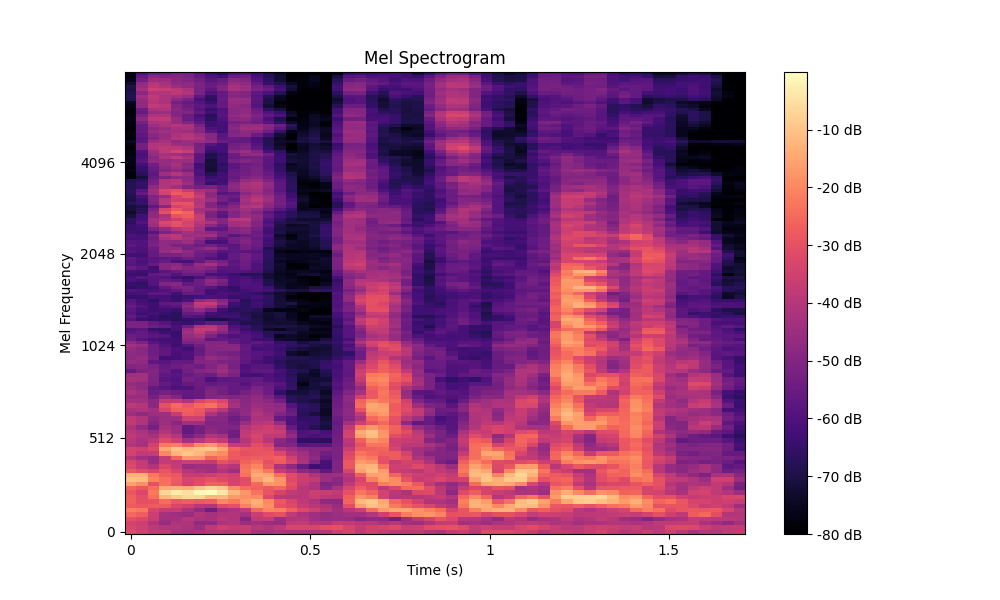 Mel Spectrogram
Mel Frequency
4096
2048
1024
512
0
0
0.5
1
1.5
Time (s)
-10 dB
-20 dB
-30 dB
-40 dB
-50 dB
-60 dB
-70 dB
-80 dB